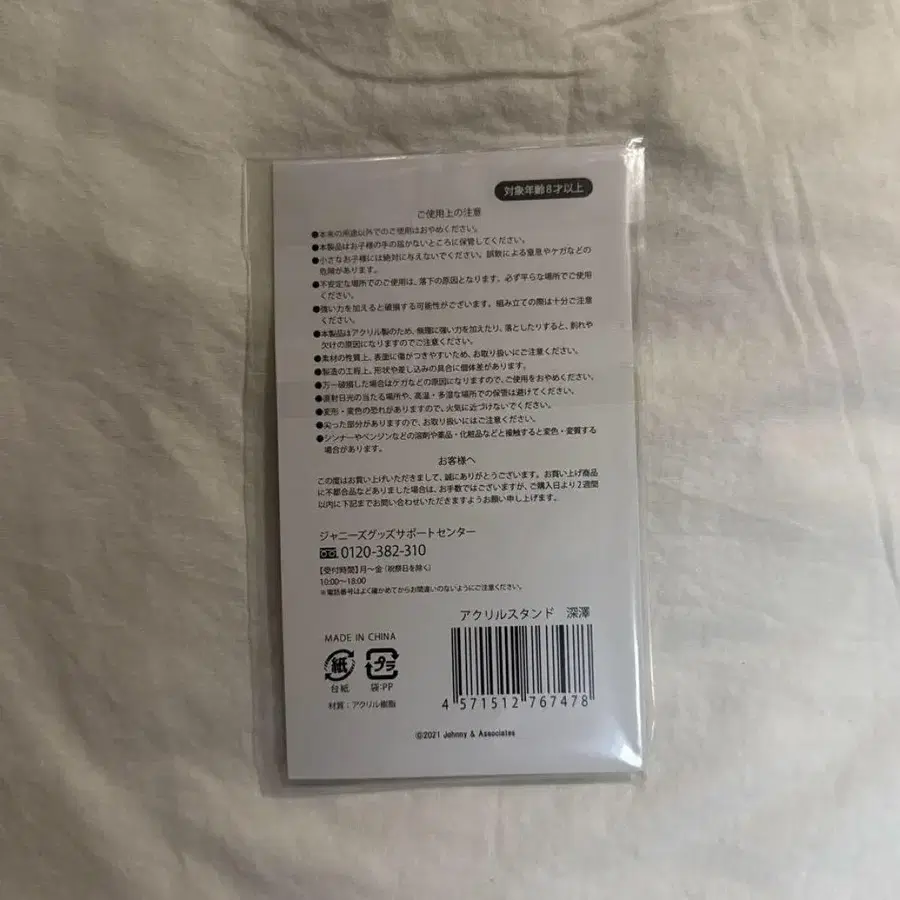 対象年齢8才以上
ご使用上の注意
●本来の用途以外でのご使用はおやめください。
●本製品はお子様の手の届かないところに保管してください。
●小さなお子様には絶対に与えないでください。誤飲による窒息やケガなどの
危険があります。
●不安定な場所でのご使用は、落下の原因となります。必ず平らな場所でご使用
ください。
●強い力を加えると破損する可能性がございます。組み立ての際は十分ご注意
ください。
●本製品はアクリル製のため、無理に強い力を加えたり、落としたりすると、割れや
欠けの原因になりますのでご注意ください。
●素材の性質上、表面に傷がつきやすいため、お取り扱いにご注意ください。
●製造の工程上、形状や差し込みの具合に個体差があります。
●万一破損した場合はケガなどの原因になりますので、ご使用をおやめください。
●直射日光の当たる場所や、高温・多湿な場所での保管は避けてください。
●変形・変色の恐れがありますので、火気に近づけないでください。
●尖った部分がありますので、お取り扱いにはご注意ください。
●シンナーやベンジンなどの溶剤や薬品・化粧品などと接触すると変色・変質する
場合があります。
お客様へ
この度はお買い上げいただきまして、誠にありがとうございます。お買い上げ商品
に不都合品などありました場合は、お手数ではございますが、ご購入日より2週間
以内に下記までお問い合わせいただきますようお願い申し上げます。
ジャニーズグッズサポートセンター
0120-382-310
【受付時間】月〜金（祝祭日を除く）
10:00〜18:00
※電話番号はよく確かめてからお間違いのないようにご注意ください。
アクリルスタンド 深澤
MADE IN CHINA
紙 プラ
台紙 袋:PP
材質：アクリル樹脂
4 571512 767478
©2021 Johnny & Associates